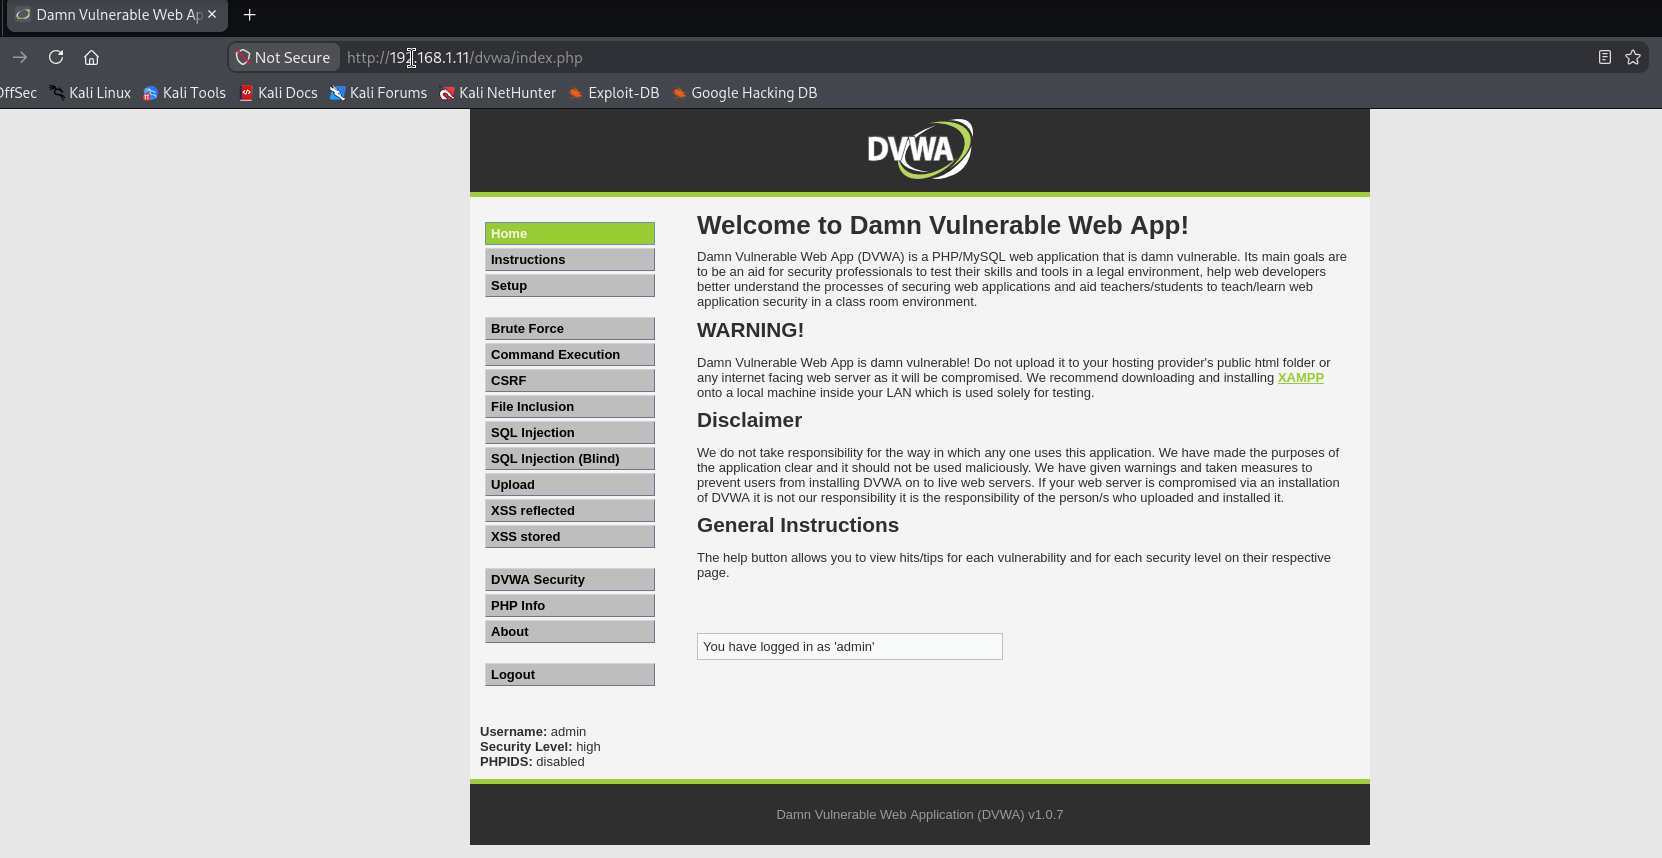 Damn Vulnerable Web Ap
Not Secure
http://192.168.1.11/dvwa/index.php
OffSec
Kali Linux
Kali Tools
Kali Docs
Kali Forums
Kali NetHunter
Exploit-DB
Google Hacking DB
DVWA
Home
Instructions
Setup
Brute Force
Command Execution
CSRF
File Inclusion
SQL Injection
SQL Injection (Blind)
Upload
XSS reflected
XSS stored
DVWA Security
PHP Info
About
Logout
Username: admin
Security Level: high
PHPIDS: disabled
Welcome to Damn Vulnerable Web App!
Damn Vulnerable Web App (DVWA) is a PHP/MySQL web application that is damn vulnerable. Its main goals are
to be an aid for security professionals to test their skills and tools in a legal environment, help web developers
better understand the processes of securing web applications and aid teachers/students to teach/learn web
application security in a class room environment.
WARNING!
Damn Vulnerable Web App is damn vulnerable! Do not upload it to your hosting provider's public html folder or
any internet facing web server as it will be compromised. We recommend downloading and installing XAMPP
onto a local machine inside your LAN which is used solely for testing.
Disclaimer
We do not take responsibility for the way in which any one uses this application. We have made the purposes of
the application clear and it should not be used maliciously. We have given warnings and taken measures to
prevent users from installing DVWA on to live web servers. If your web server is compromised via an installation
of DVWA it is not our responsibility it is the responsibility of the person/s who uploaded and installed it.
General Instructions
The help button allows you to view hits/tips for each vulnerability and for each security level on their respective
page.
You have logged in as 'admin'
Damn Vulnerable Web Application (DVWA) v1.0.7